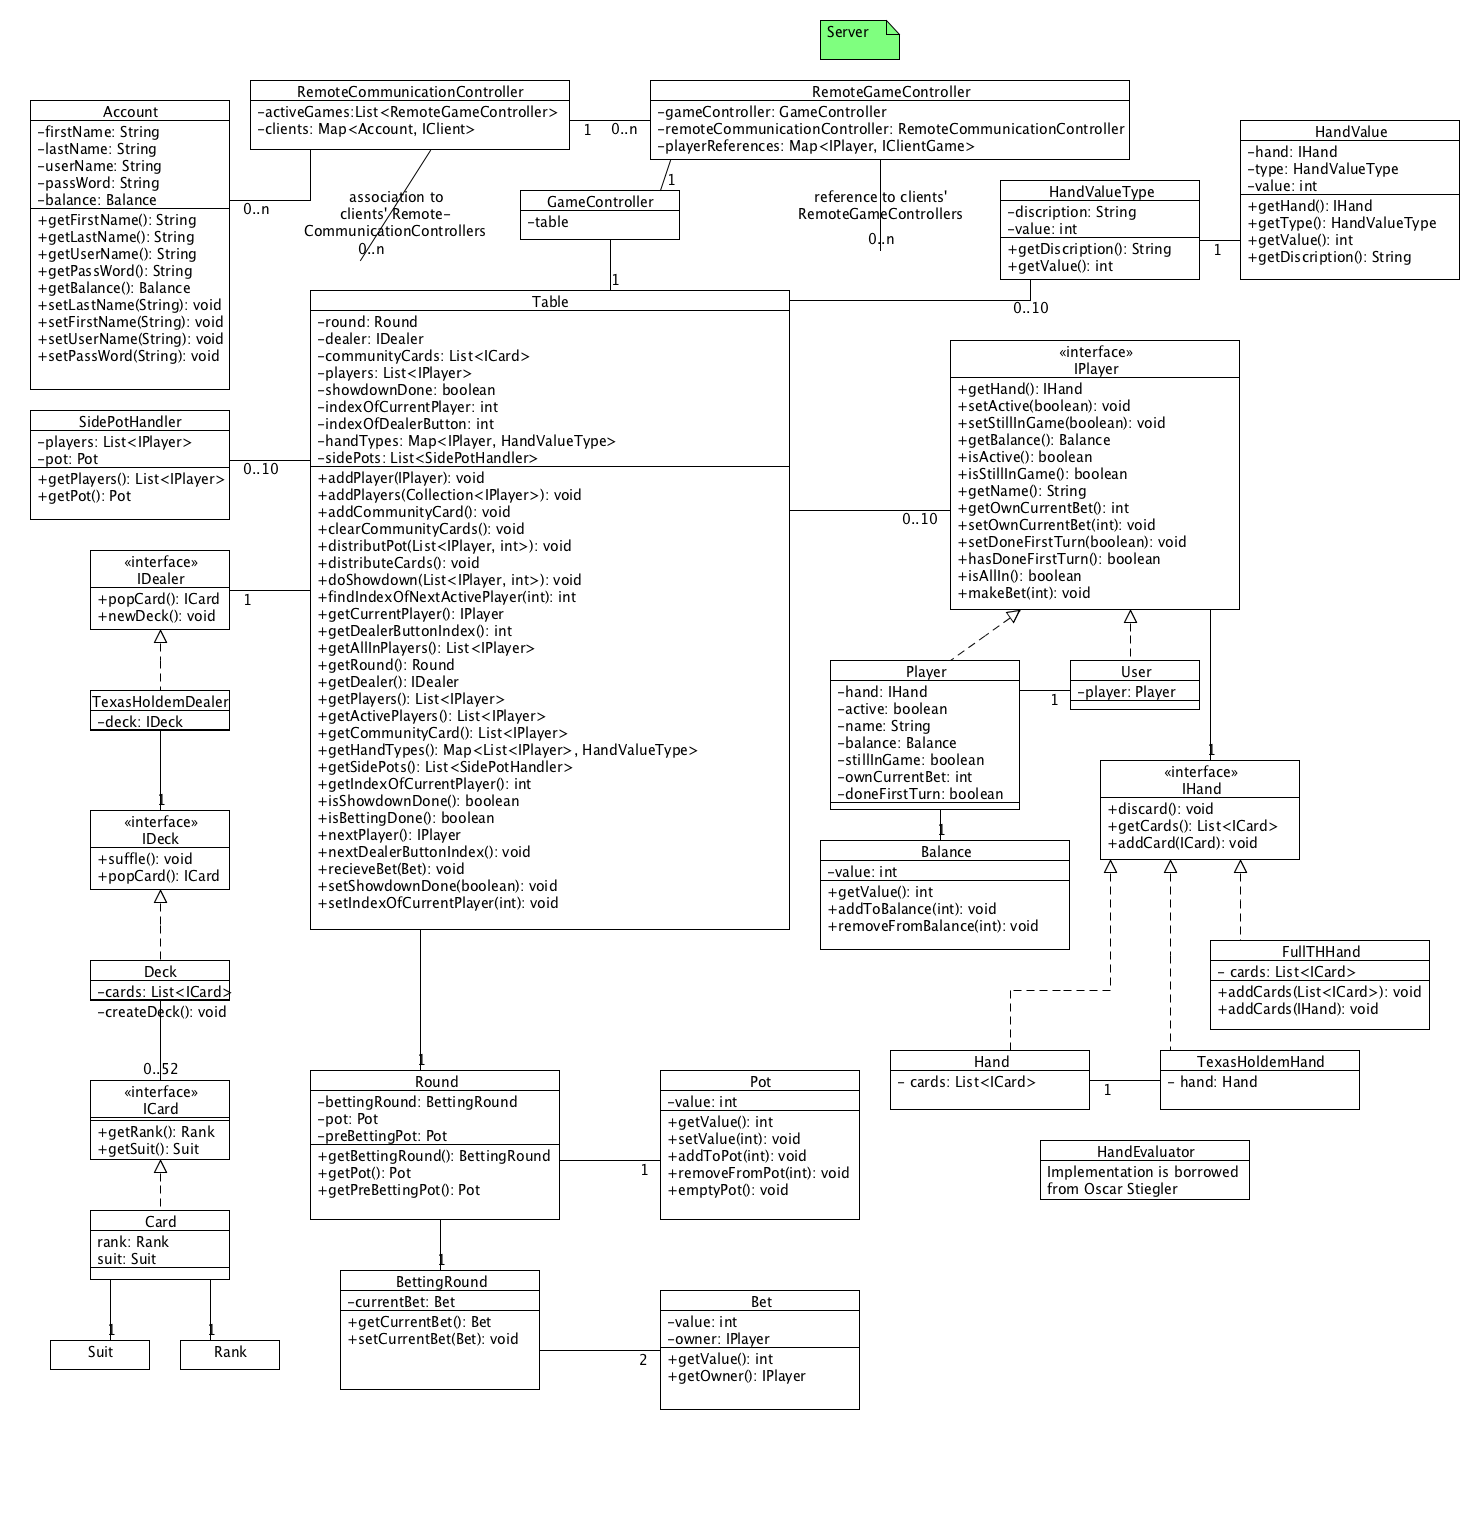 Server
RemoteCommunicationController
-activeGames:List<RemoteGameController>
-clients: Map<Account, IClient>
1
0..n
RemoteGameController
-gameController: GameController
-remoteCommunicationController: RemoteCommunicationController
-playerReferences: Map<IPlayer, IClientGame>
Account
-firstName: String
-lastName: String
-userName: String
-passWord: String
-balance: Balance
+getFirstName(): String
+getLastName(): String
+getUserName(): String
+getPassWord(): String
+getBalance(): Balance
+setLastName(String): void
+setFirstName(String): void
+setUserName(String): void
+setPassWord(String): void
0..n
association to
clients' Remote-
CommunicationControllers
0..n
1
GameController
-table
1
reference to clients'
RemoteGameControllers
0..n
HandValueType
-discription: String
-value: int
+getDiscription(): String
+getValue(): int
1
0..10
HandValue
-hand: IHand
-type: HandValueType
-value: int
+getHand(): IHand
+getType(): HandValueType
+getValue(): int
+getDiscription(): String
Table
-round: Round
-dealer: IDealer
-communityCards: List<ICard>
-players: List<IPlayer>
-showdownDone: boolean
-indexOfCurrentPlayer: int
-indexOfDealerButton: int
-handTypes: Map<IPlayer, HandValueType>
-sidePots: List<SidePotHandler>
+addPlayer(IPlayer): void
+addPlayers(Collection<IPlayer>): void
+addCommunityCard(): void
+clearCommunityCards(): void
+distributPot(List<IPlayer, int>): void
+distributeCards(): void
+doShowdown(List<IPlayer, int>): void
+findIndexOfNextActivePlayer(int): int
+getCurrentPlayer(): IPlayer
+getDealerButtonIndex(): int
+getAllInPlayers(): List<IPlayer>
+getRound(): Round
+getDealer(): IDealer
+getPlayers(): List<IPlayer>
+getActivePlayers(): List<IPlayer>
+getCommunityCard(): List<IPlayer>
+getHandTypes(): Map<List<IPlayer>, HandValueType>
+getSidePots(): List<SidePotHandler>
+getIndexOfCurrentPlayer(): int
+isShowdownDone(): boolean
+isBettingDone(): boolean
+nextPlayer(): IPlayer
+nextDealerButtonIndex(): void
+recieveBet(Bet): void
+setShowdownDone(boolean): void
+setIndexOfCurrentPlayer(int): void
SidePotHandler
-players: List<IPlayer>
-pot: Pot
+getPlayers(): List<IPlayer>
+getPot(): Pot
0..10
«interface»
IDealer
+popCard(): ICard
+newDeck(): void
1
TexasHoldemDealer
-deck: IDeck
1
«interface»
IDeck
+suffle(): void
+popCard(): ICard
Deck
-cards: List<ICard>
-createDeck(): void
0..52
«interface»
ICard
+getRank(): Rank
+getSuit(): Suit
Card
rank: Rank
suit: Suit
1
1
Suit
Rank
0..10
«interface»
IPlayer
+getHand(): IHand
+setActive(boolean): void
+setStillInGame(boolean): void
+getBalance(): Balance
+isActive(): boolean
+isStillInGame(): boolean
+getName(): String
+getOwnCurrentBet(): int
+setOwnCurrentBet(int): void
+setDoneFirstTurn(boolean): void
+hasDoneFirstTurn(): boolean
+isAllIn(): boolean
+makeBet(int): void
Player
-hand: IHand
-active: boolean
-name: String
-balance: Balance
-stillInGame: boolean
-ownCurrentBet: int
-doneFirstTurn: boolean
1
User
-player: Player
1
Balance
-value: int
+getValue(): int
+addToBalance(int): void
+removeFromBalance(int): void
1
«interface»
IHand
+discard(): void
+getCards(): List<ICard>
+addCard(ICard): void
FullTHHand
- cards: List<ICard>
+addCards(List<ICard>): void
+addCards(IHand): void
Hand
- cards: List<ICard>
1
TexasHoldemHand
- hand: Hand
HandEvaluator
Implementation is borrowed
from Oscar Stiegler
1
Round
-bettingRound: BettingRound
-pot: Pot
-preBettingPot: Pot
+getBettingRound(): BettingRound
+getPot(): Pot
+getPreBettingPot(): Pot
1
Pot
-value: int
+getValue(): int
+setValue(int): void
+addToPot(int): void
+removeFromPot(int): void
+emptyPot(): void
1
BettingRound
-currentBet: Bet
+getCurrentBet(): Bet
+setCurrentBet(Bet): void
2
Bet
-value: int
-owner: IPlayer
+getValue(): int
+getOwner(): IPlayer